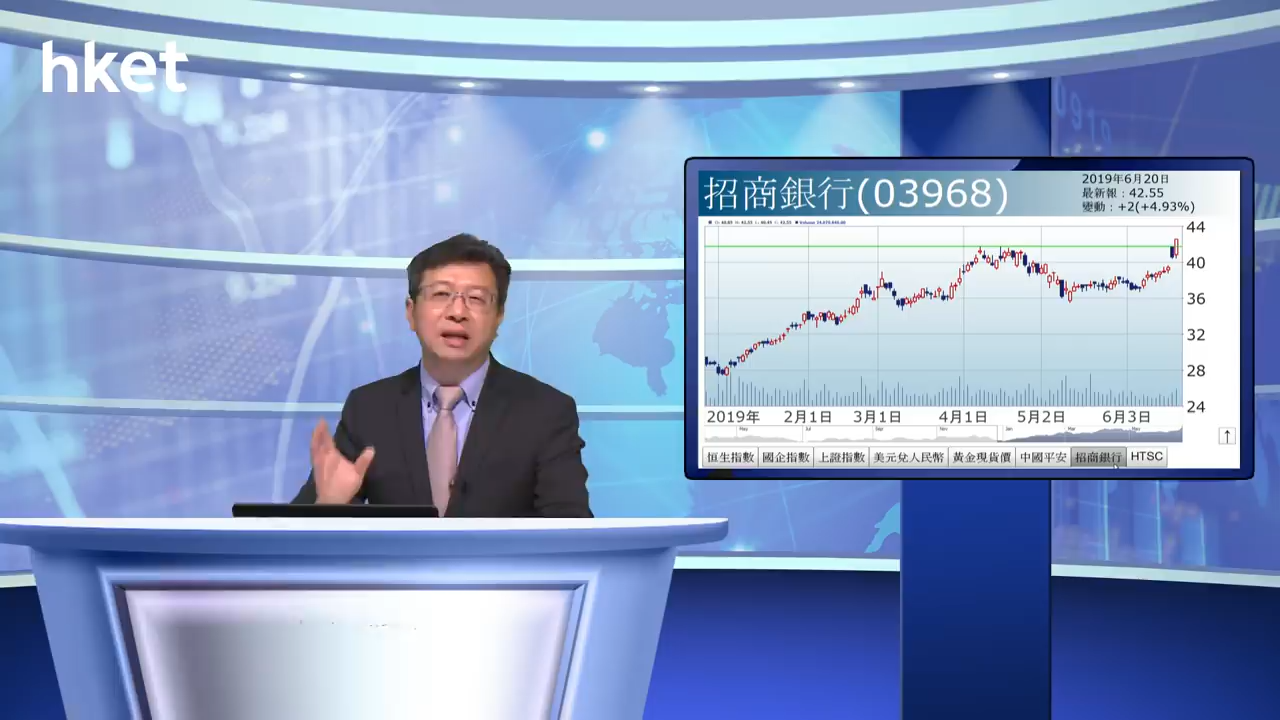 hket
招商銀行(03968)
2019年6月20日
最新報：42.55
變動：+2(+4.93%)
44
40
36
32
28
24
2019年 2月1日 3月1日 4月1日 5月2日 6月3日
恒生指數 國企指數 上證指數 美元兌人民幣 黃金現貨價 中國平安 招商銀行 HTSC